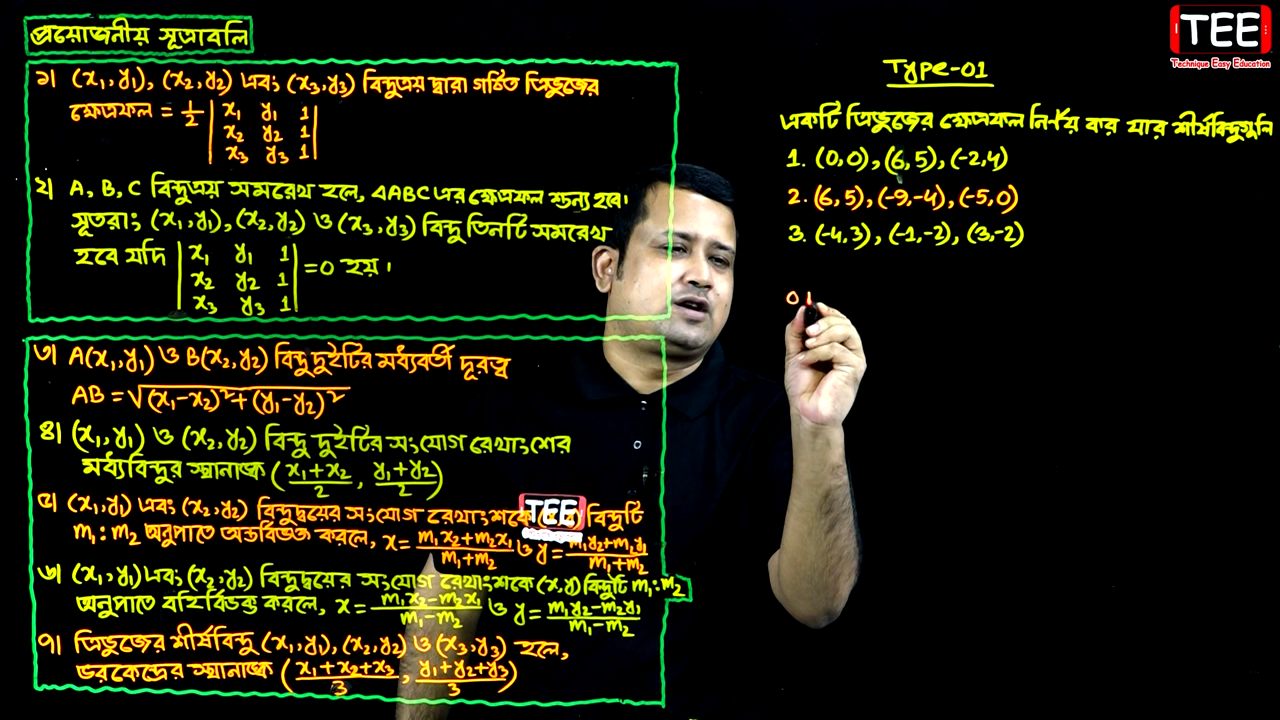 প্রয়োজনীয় সূত্রাবলি
১। (x₁, y₁), (x₂, y₂) এবং (x₃, y₃) বিন্দুত্রয় দ্বারা গঠিত ত্রিভুজের
ক্ষেত্রফল = 1/2 | x₁ y₁ 1 |
| x₂ y₂ 1 |
| x₃ y₃ 1 |
২। A, B, C বিন্দুত্রয় সমরেখ হলে, ΔABC এর ক্ষেত্রফল শূন্য হবে।
সূতরাং (x₁, y₁), (x₂, y₂) ও (x₃, y₃) বিন্দু তিনটি সমরেখ
হবে যদি | x₁ y₁ 1 | = 0 হয়।
| x₂ y₂ 1 |
| x₃ y₃ 1 |
৩। A(x₁, y₁) ও B(x₂, y₂) বিন্দু দুইটির মধ্যবর্তী দূরত্ব
AB = √(x₁-x₂)²+(y₁-y₂)²
৪। (x₁, y₁) ও (x₂, y₂) বিন্দু দুইটির সংযোগ রেখাংশের
মধ্যবিন্দুর স্থানাঙ্ক ( (x₁+x₂)/2 , (y₁+y₂)/2 )
৫। (x₁, y₁) এবং (x₂, y₂) বিন্দুদ্বয়ের সংযোগ রেখাংশকে বিন্দুটি
m₁ : m₂ অনুপাতে অন্তর্বিভক্ত করলে, x = (m₁x₂+m₂x₁)/(m₁+m₂) ও y = (m₁y₂+m₂y₁)/(m₁+m₂)
৬। (x₁, y₁) এবং (x₂, y₂) বিন্দুদ্বয়ের সংযোগ রেখাংশকে (x, y) বিন্দুটি m₁ : m₂
অনুপাতে বহির্বিভক্ত করলে, x = (m₁x₂-m₂x₁)/(m₁-m₂) ও y = (m₁y₂-m₂y₁)/(m₁-m₂)
৭। ত্রিভুজের শীর্ষবিন্দু (x₁, y₁), (x₂, y₂) ও (x₃, y₃) হলে,
ভরকেন্দ্রের স্থানাঙ্ক ( (x₁+x₂+x₃)/3 , (y₁+y₂+y₃)/3 )
TEE
TEE
Technique Easy Education
Type-01
একটি ত্রিভুজের ক্ষেত্রফল নির্ণয় কর যার শীর্ষবিন্দুগুলি
1. (0, 0), (6, 5), (-2, 4)
2. (6, 5), (-9, -4), (-5, 0)
3. (-4, 3), (-1, -2), (3, -2)